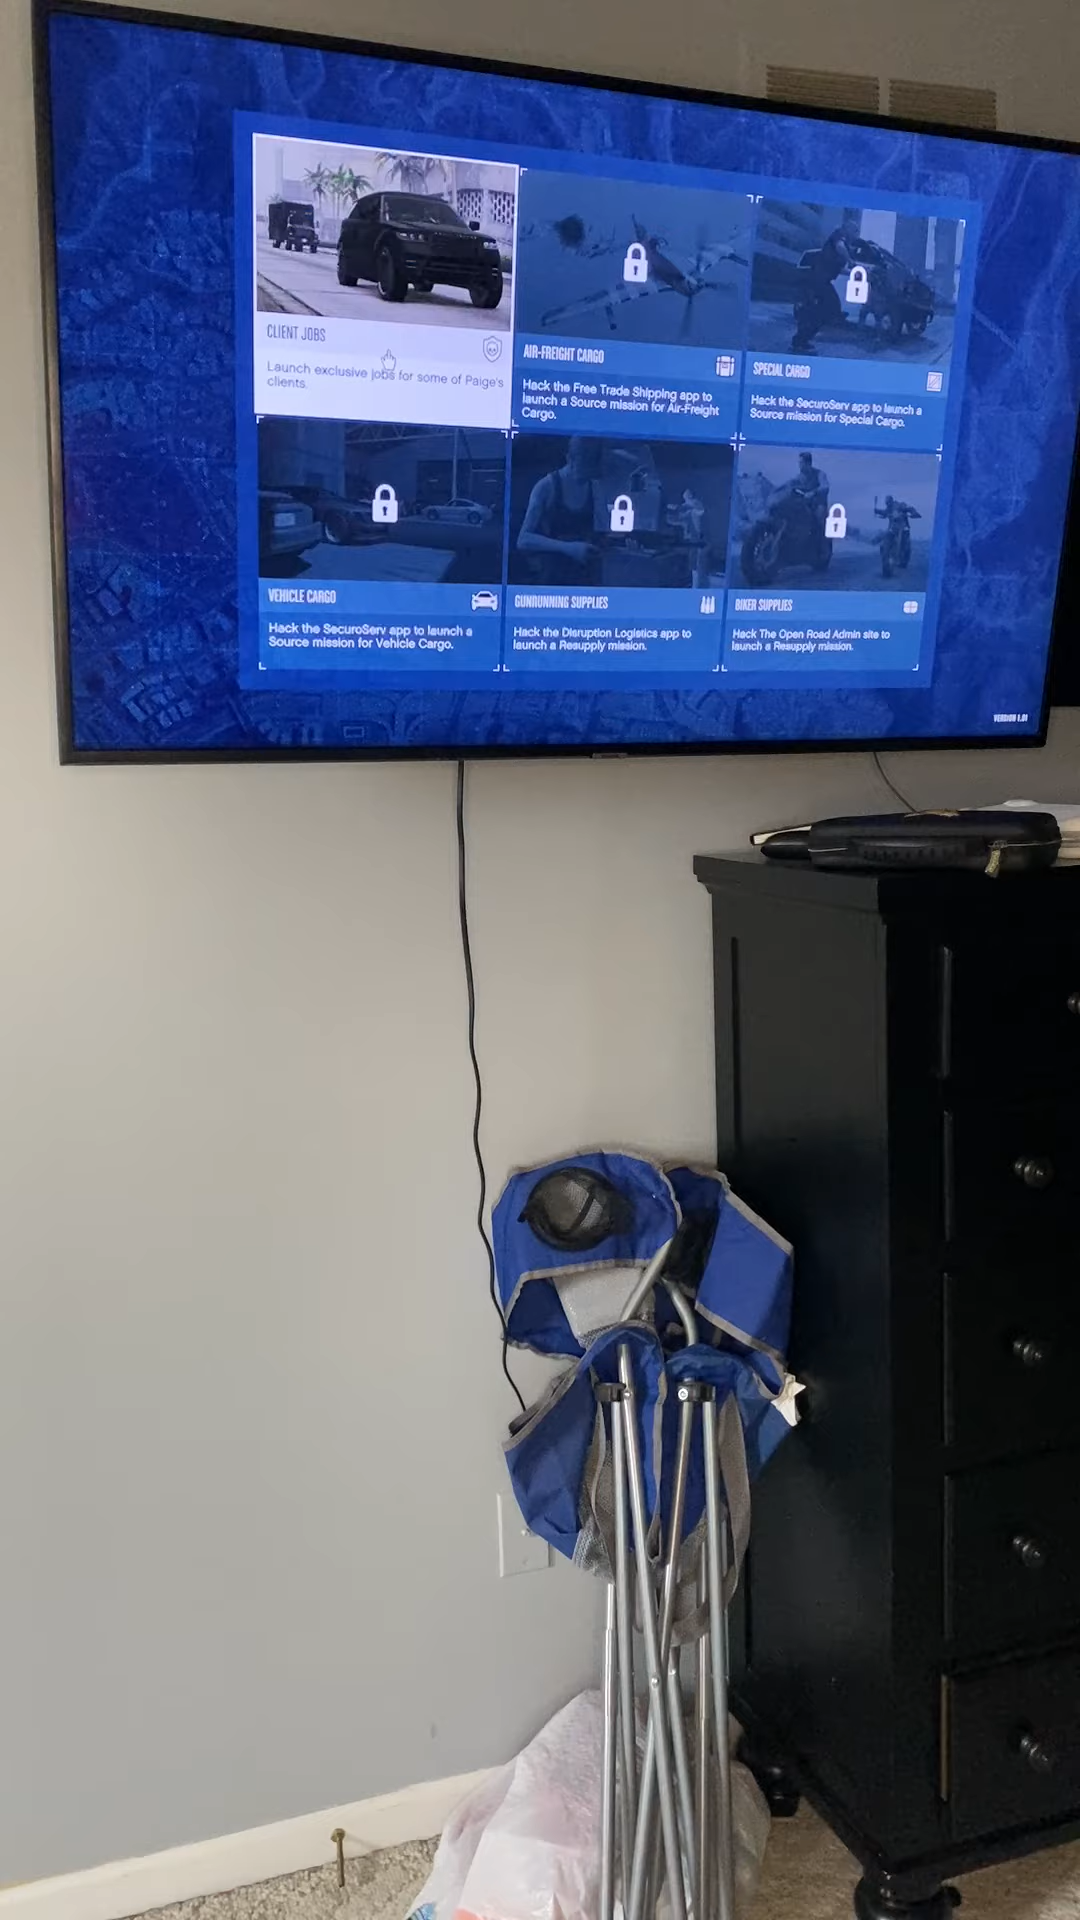 CLIENT JOBS
Launch exclusive jobs for some of Paige's
clients.
AIR-FREIGHT CARGO
Hack the Free Trade Shipping app to
launch a Source mission for Air-Freight
Cargo.
SPECIAL CARGO
Hack the SecuroServ app to launch a
Source mission for Special Cargo.
VEHICLE CARGO
Hack the SecuroServ app to launch a
Source mission for Vehicle Cargo.
GUNRUNNING SUPPLIES
Hack the Disruption Logistics app to
launch a Resupply mission.
BIKER SUPPLIES
Hack The Open Road Admin site to
launch a Resupply mission.
VERSION 1.01